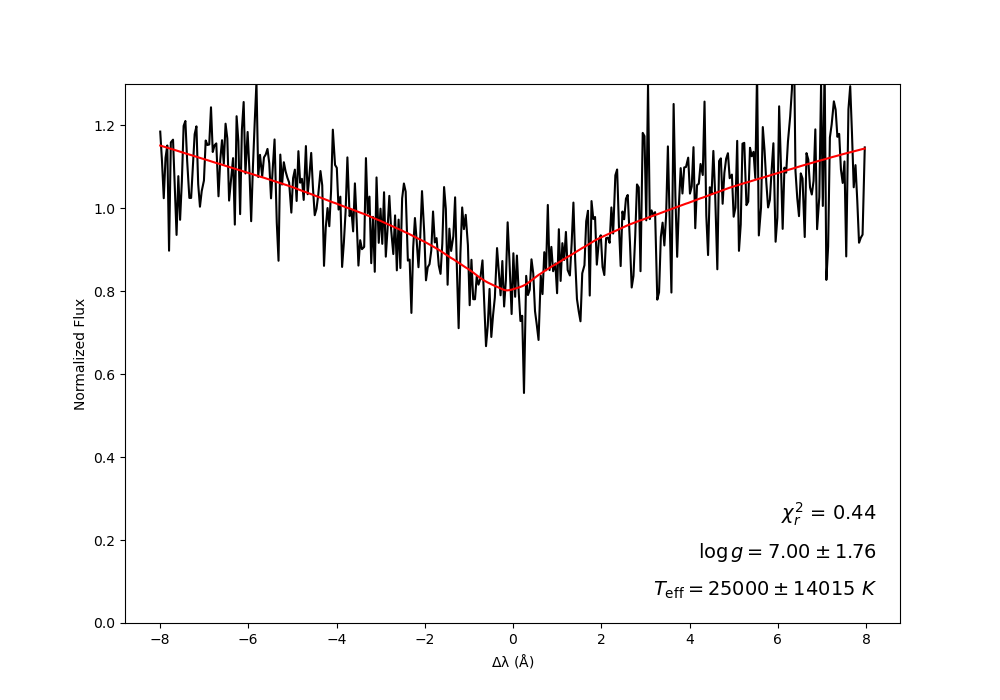 1.2
1.0
0.8
0.6
0.4
0.2
0.0
Normalized Flux
χ²ᵣ = 0.44
log g = 7.00 ± 1.76
T_eff = 25000 ± 14015 K
−8 −6 −4 −2 0 2 4 6 8
Δλ (Å)